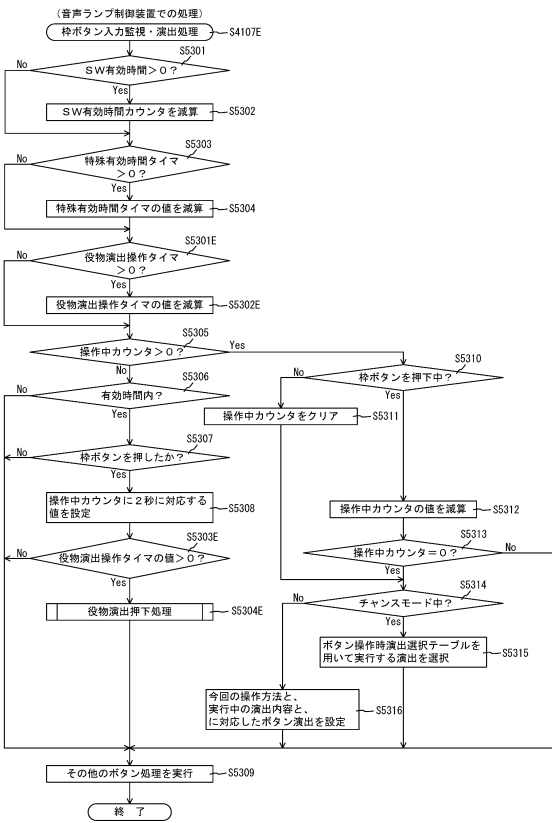 (音声ランプ制御装置での処理)
枠ボタン入力監視・演出処理
S4107E
S5301
SW有効時間>0?
No
Yes
SW有効時間カウンタを減算
S5302
S5303
特殊有効時間タイマ
>0?
No
Yes
特殊有効時間タイマの値を減算
S5304
S5301E
役物演出操作タイマ
>0?
No
Yes
役物演出操作タイマの値を減算
S5302E
S5305
操作中カウンタ>0?
Yes
No
S5306
有効時間内?
No
Yes
S5307
枠ボタンを押したか?
No
Yes
操作中カウンタに2秒に対応する
値を設定
S5308
S5303E
役物演出操作タイマの値>0?
No
Yes
役物演出押下処理
S5304E
S5310
枠ボタンを押下中?
No
Yes
操作中カウンタをクリア
S5311
操作中カウンタの値を減算
S5312
S5313
操作中カウンタ=0?
No
Yes
S5314
チャンスモード中?
No
Yes
ボタン操作時演出選択テーブルを
用いて実行する演出を選択
S5315
今回の操作方法と、
実行中の演出内容と、
に対応したボタン演出を設定
S5316
その他のボタン処理を実行
S5309
終 了